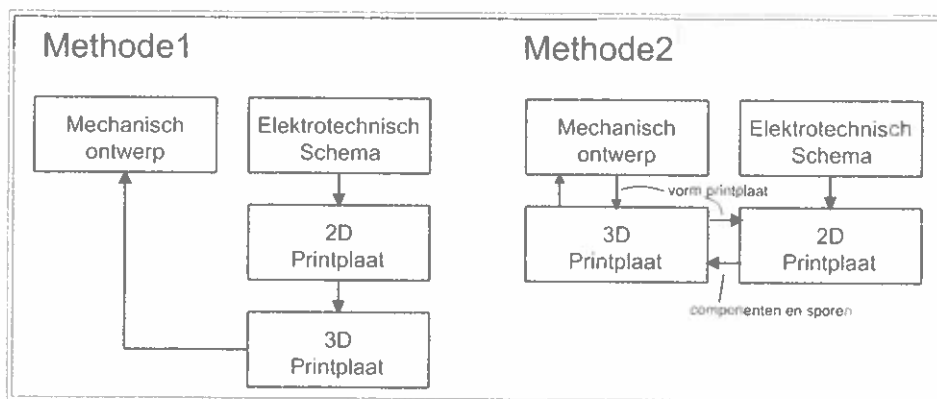 Methode1
Mechanisch
ontwerp
Elektrotechnisch
Schema
2D
Printplaat
3D
Printplaat
Methode2
Mechanisch
ontwerp
Elektrotechnisch
Schema
vorm printplaat
3D
Printplaat
2D
Printplaat
componenten en sporen